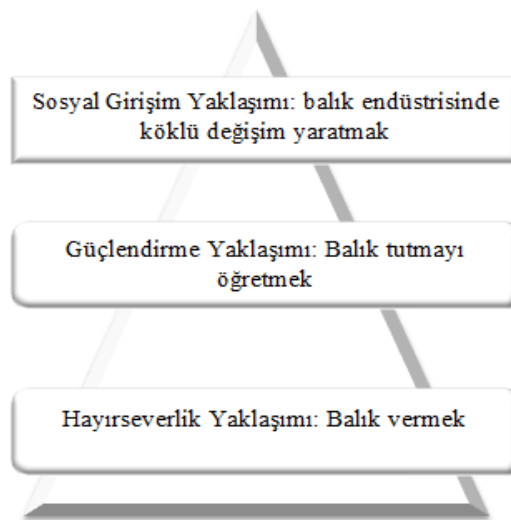 Sosyal Girişim Yaklaşımı: balık endüstrisinde
köklü değişim yaratmak
Güçlendirme Yaklaşımı: Balık tutmayı
öğretmek
Hayırseverlik Yaklaşımı: Balık vermek